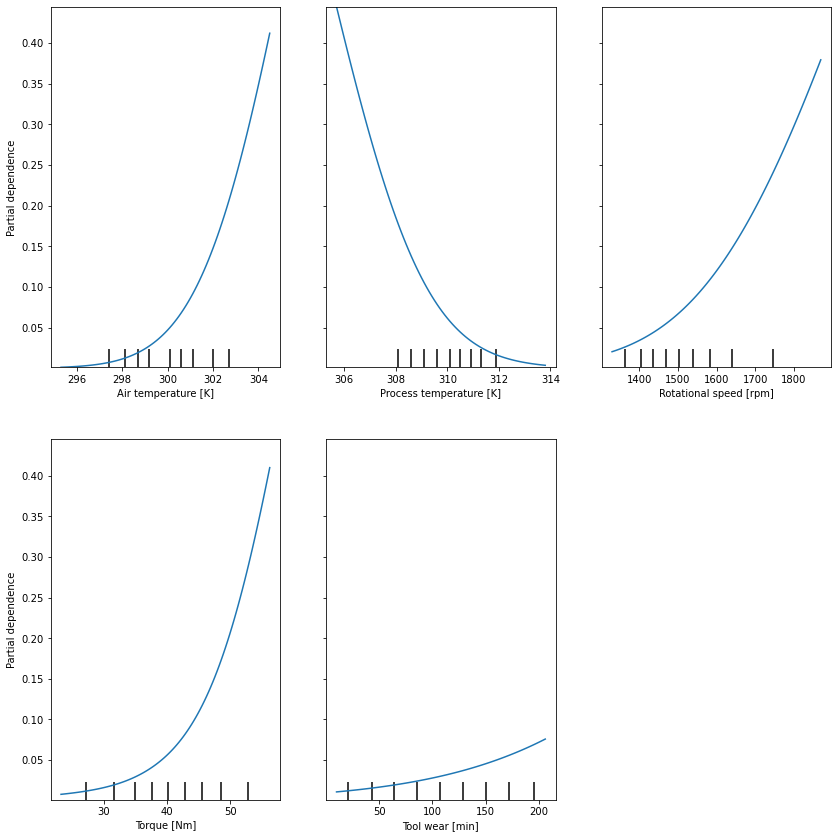 Partial dependence
0.40
0.35
0.30
0.25
0.20
0.15
0.10
0.05
296 298 300 302 304
Air temperature [K]
306 308 310 312 314
Process temperature [K]
1400 1500 1600 1700 1800
Rotational speed [rpm]
Partial dependence
0.40
0.35
0.30
0.25
0.20
0.15
0.10
0.05
30 40 50
Torque [Nm]
50 100 150 200
Tool wear [min]